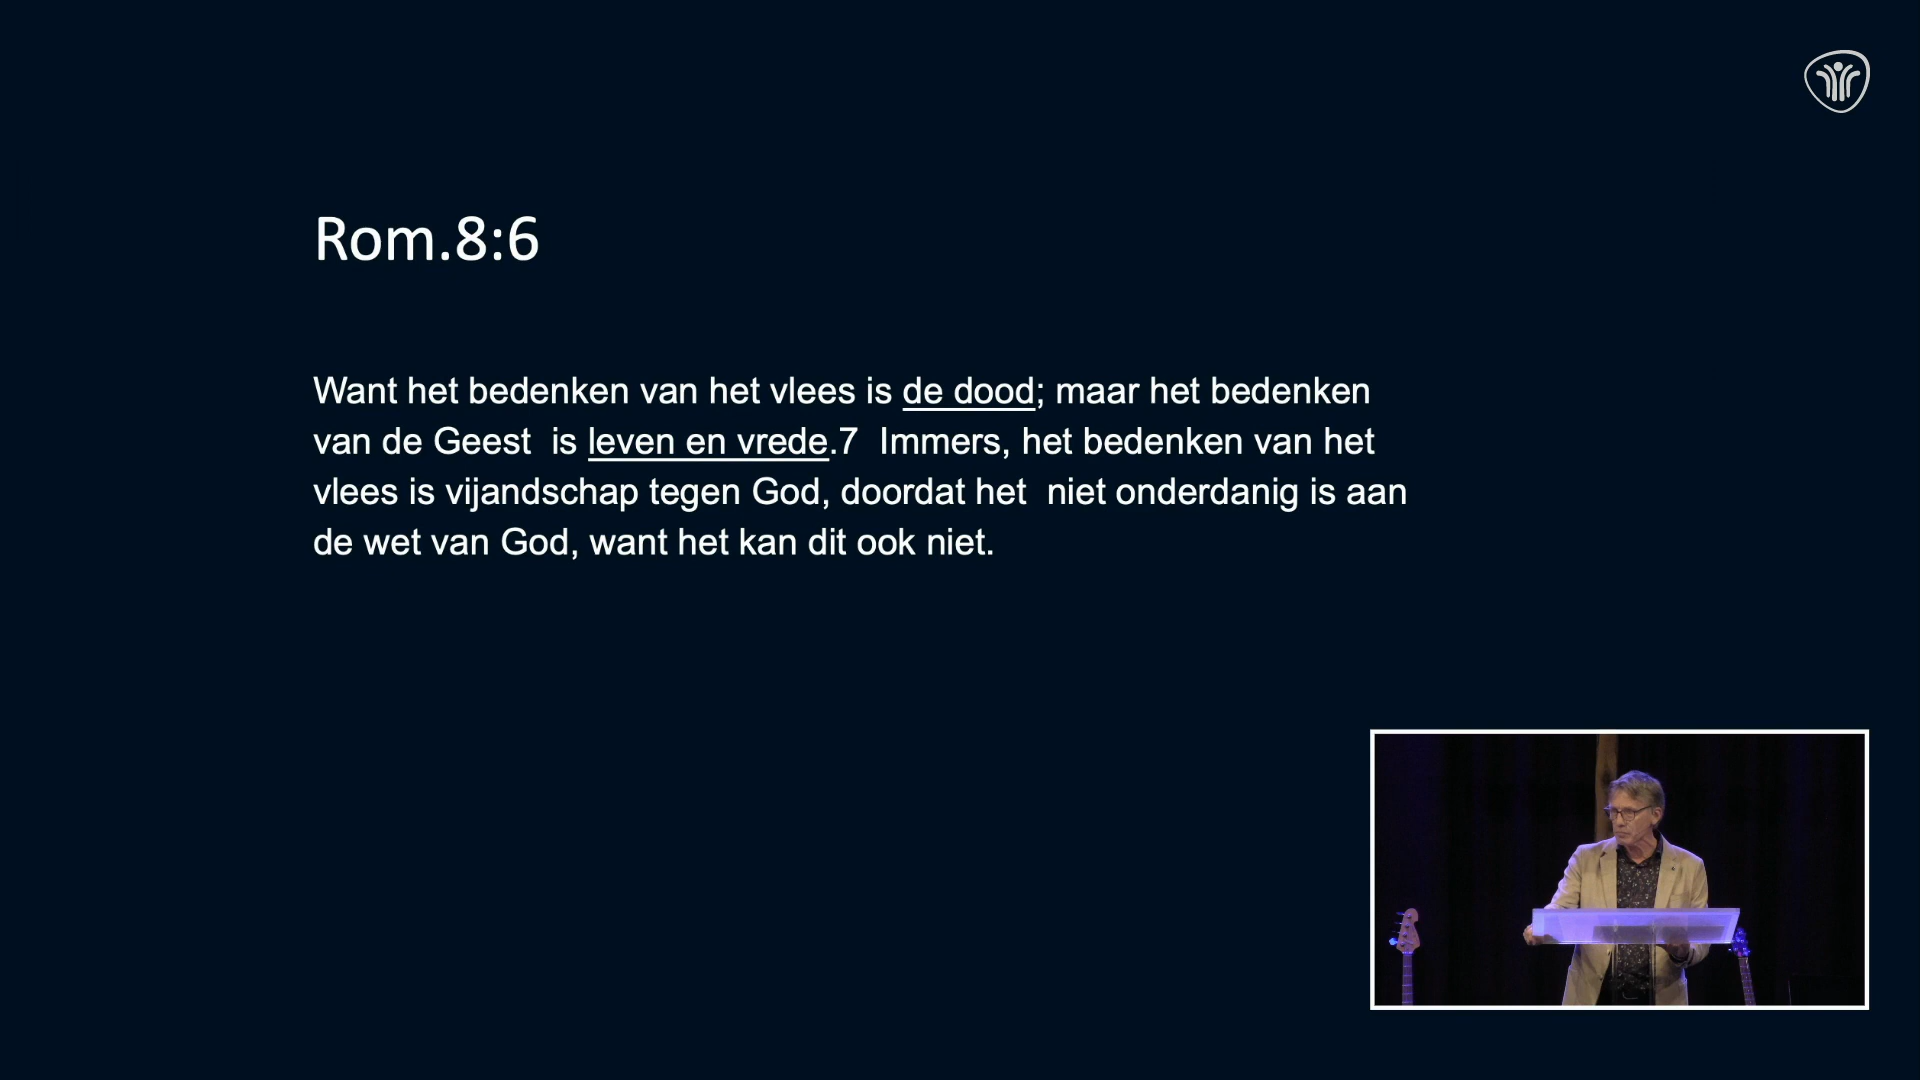 Rom.8:6
Want het bedenken van het vlees is de dood; maar het bedenken
van de Geest  is leven en vrede.7  Immers, het bedenken van het
vlees is vijandschap tegen God, doordat het  niet onderdanig is aan
de wet van God, want het kan dit ook niet.